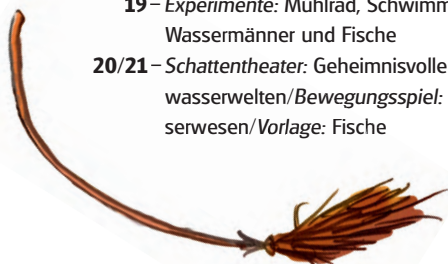 19 – Experimente: Mühlrad, Schwimm
Wassermänner und Fische
20/21 – Schattentheater: Geheimnisvolle
wasserwelten/Bewegungsspiel:
serwesen/Vorlage: Fische